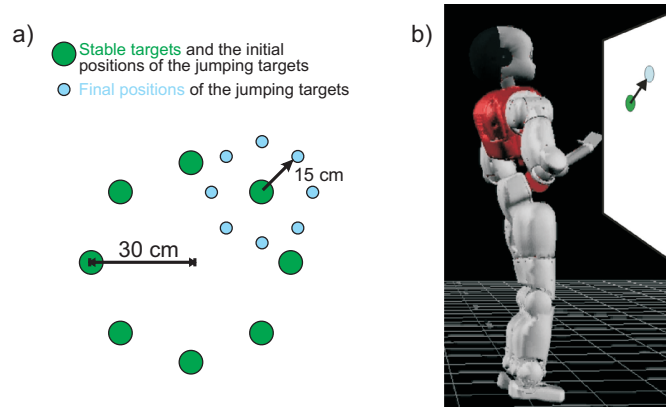 a)
Stable targets and the initial
positions of the jumping targets
Final positions of the jumping targets
15 cm
30 cm
b)